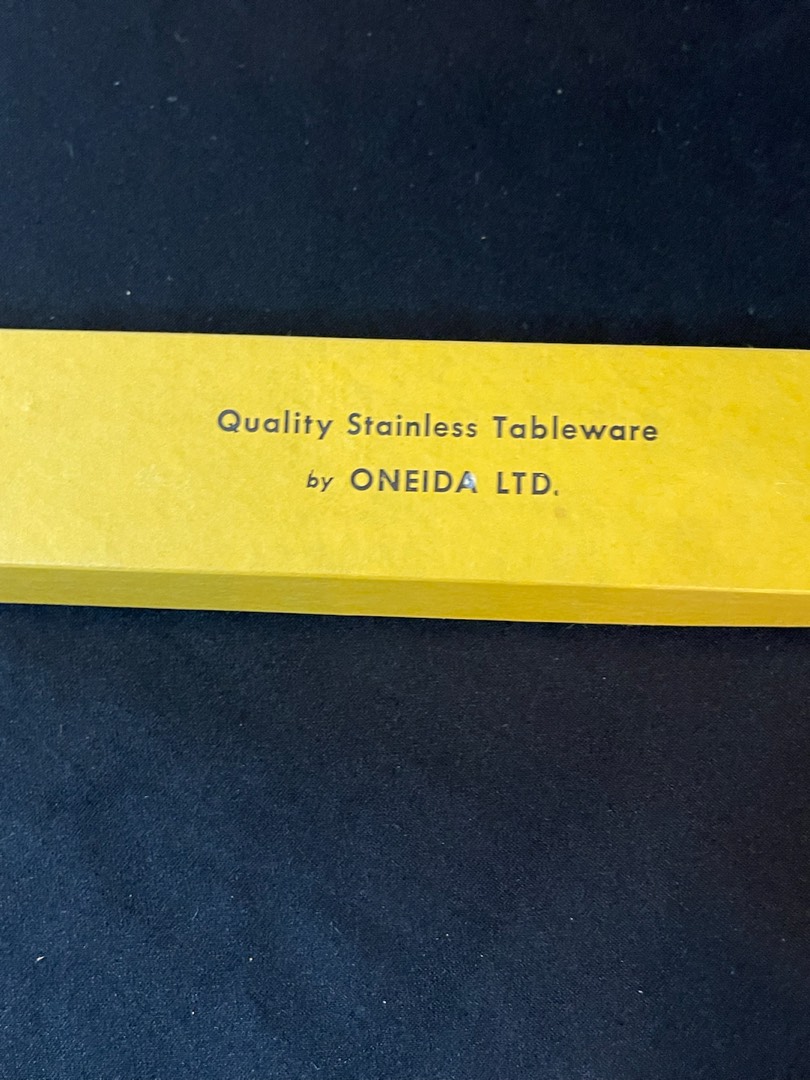 Quality Stainless Tableware
by ONEIDA LTD.